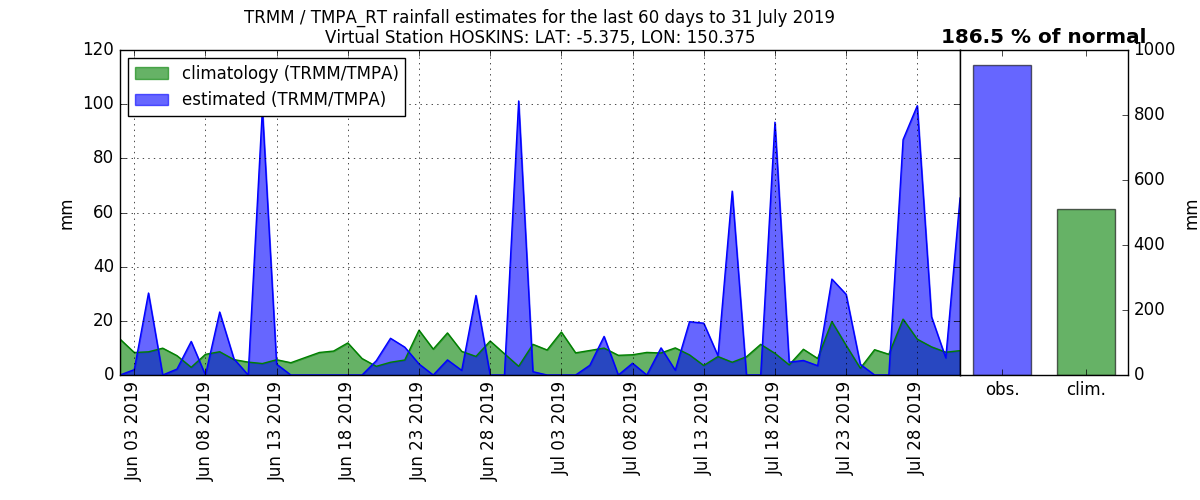 TRMM / TMPA_RT rainfall estimates for the last 60 days to 31 July 2019
Virtual Station HOSKINS: LAT: -5.375, LON: 150.375
186.5 % of normal
climatology (TRMM/TMPA)
estimated (TRMM/TMPA)
mm
120
100
80
60
40
20
0
Jun 03 2019
Jun 08 2019
Jun 13 2019
Jun 18 2019
Jun 23 2019
Jun 28 2019
Jul 03 2019
Jul 08 2019
Jul 13 2019
Jul 18 2019
Jul 23 2019
Jul 28 2019
obs.
clim.
1000
800
600
400
200
0
mm